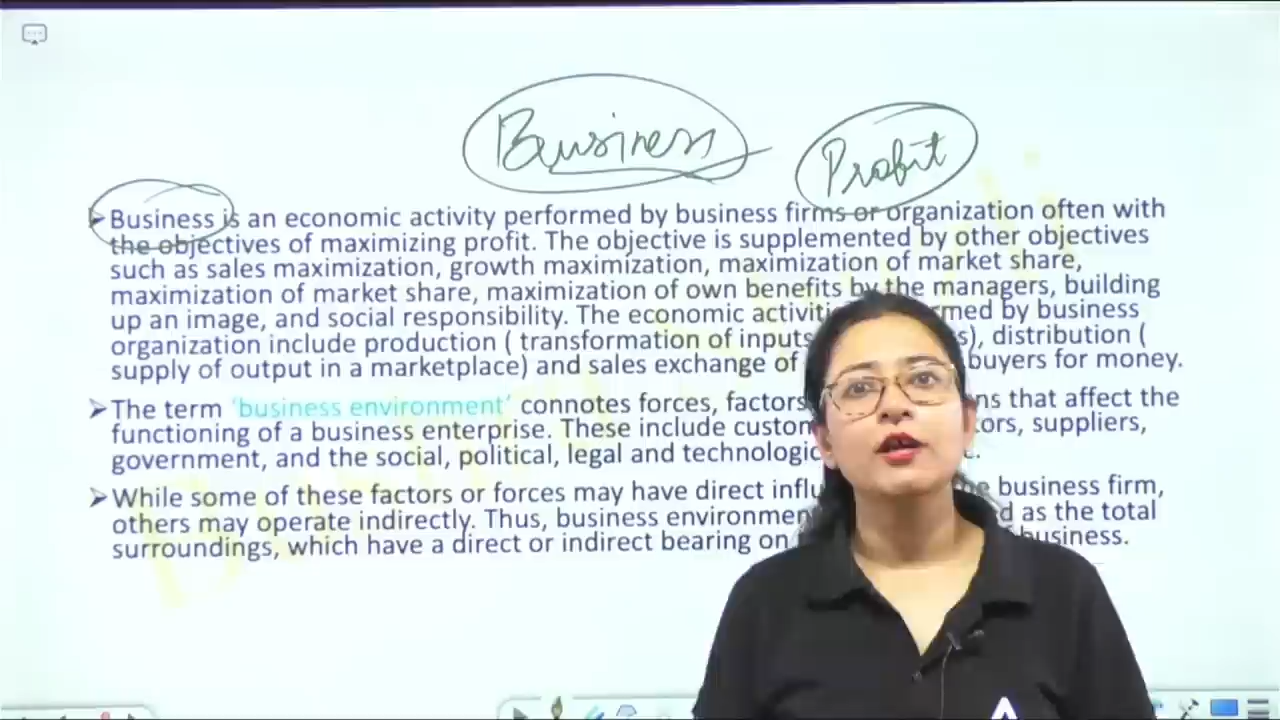 Business
Profit
➤Business is an economic activity performed by business firms or organization often with
the objectives of maximizing profit. The objective is supplemented by other objectives
such as sales maximization, growth maximization, maximization of market share,
maximization of market share, maximization of own benefits by the managers, building
up an image, and social responsibility. The economic activiti rmed by business
organization include production ( transformation of inputs s), distribution (
supply of output in a marketplace) and sales exchange of buyers for money.
➤The term ‘business environment’ connotes forces, factors ns that affect the
functioning of a business enterprise. These include custom ors, suppliers,
government, and the social, political, legal and technologic c.
➤While some of these factors or forces may have direct influ e business firm,
others may operate indirectly. Thus, business environmen d as the total
surroundings, which have a direct or indirect bearing on business.